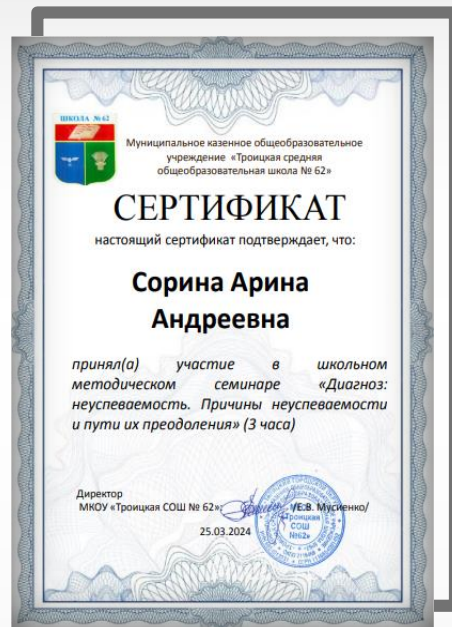 ШКОЛА № 62
Муниципальное казенное общеобразовательное
учреждение «Троицкая средняя
общеобразовательная школа № 62»
СЕРТИФИКАТ
настоящий сертификат подтверждает, что:
Сорина Арина
Андреевна
принял(а) участие в школьном
методическом семинаре «Диагноз:
неуспеваемость. Причины неуспеваемости
и пути их преодоления» (3 часа)
Директор
МКОУ «Троицкая СОШ № 62»: /Е.В. Мусиенко/
Троицкая
СОШ
№62»
25.03.2024